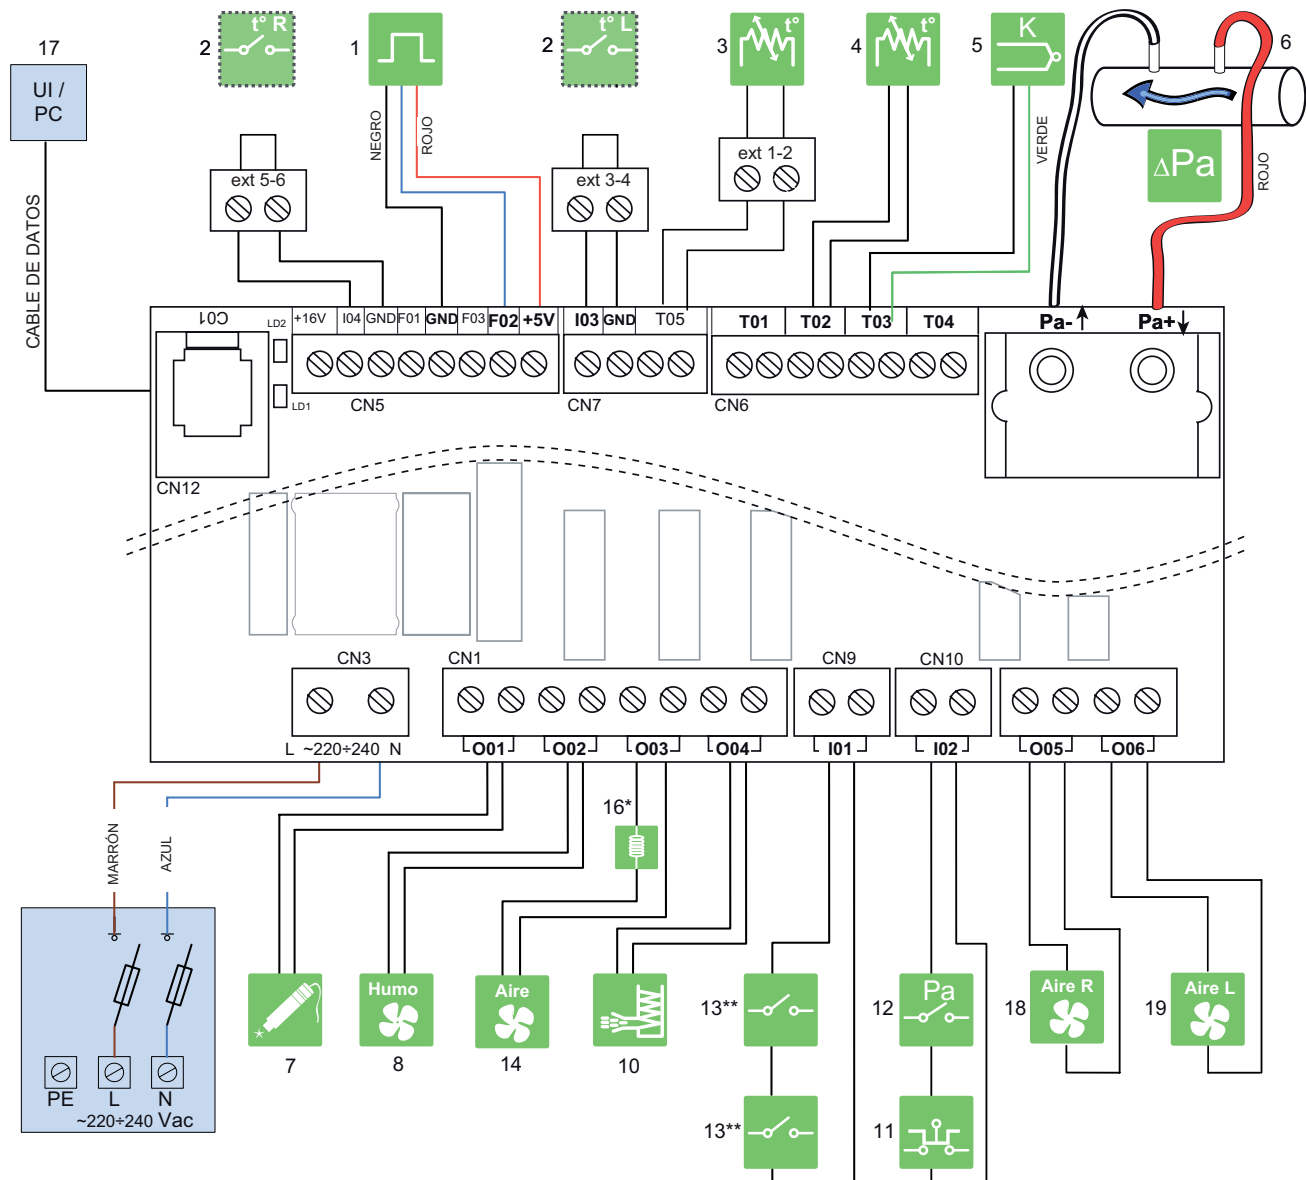 17
2
t° R
1
2
t° L
3
t°
4
t°
5
K
6
UI /
PC
NEGRO
ROJO
VERDE
ROJO
ΔPa
ext 5-6
ext 3-4
ext 1-2
CABLE DE DATOS
C01
LD2
+16V
I04
GND
F01
GND
F03
F02
+5V
I03
GND
T05
T01
T02
T03
T04
Pa-
Pa+
LD1
CN5
CN7
CN6
CN12
CN3
CN1
CN9
CN10
L ~220÷240 N
O01
O02
O03
O04
I01
I02
O05
O06
16*
MARRÓN
AZUL
Humo
Aire
13**
Pa
12
18
Aire R
19
Aire L
7
8
14
10
PE
L
N
~220÷240 Vac
13**
11